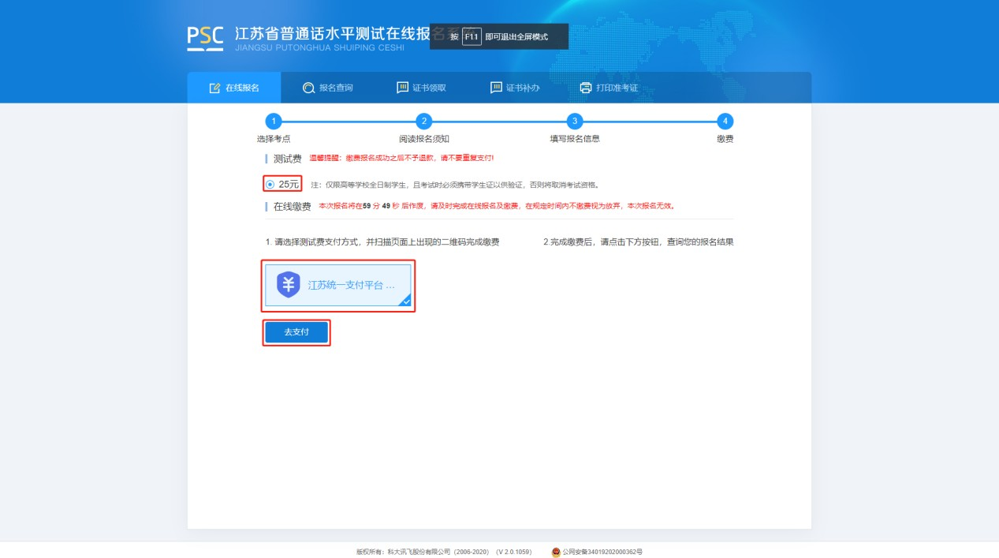 PSC 江苏省普通话水平测试在线报名系统
JIANGSU PUTONGHUA SHUIPING CESHI
按 F11 即可退出全屏模式
在线报名 报名查询 证书领取 证书补办 打印准考证
1 2 3 4
选择考点 阅读报名须知 填写报名信息 缴费
测试费 温馨提醒：缴费报名成功之后不予退款，请不要重复支付!
25元 注：仅限高等学校全日制学生，且考试时必须携带学生证以供验证，否则将取消考试资格。
在线缴费 本次报名将在59 分 49 秒 后作废，请及时完成在线报名及缴费，在规定时间内不缴费视为放弃，本次报名无效。
1. 请选择测试费支付方式，并扫描页面上出现的二维码完成缴费 2.完成缴费后，请点击下方按钮，查询您的报名结果
江苏统一支付平台 ...
去支付
版权所有：科大讯飞股份有限公司（2006-2020）（V 2.0.1059） 公网安备34019202000362号